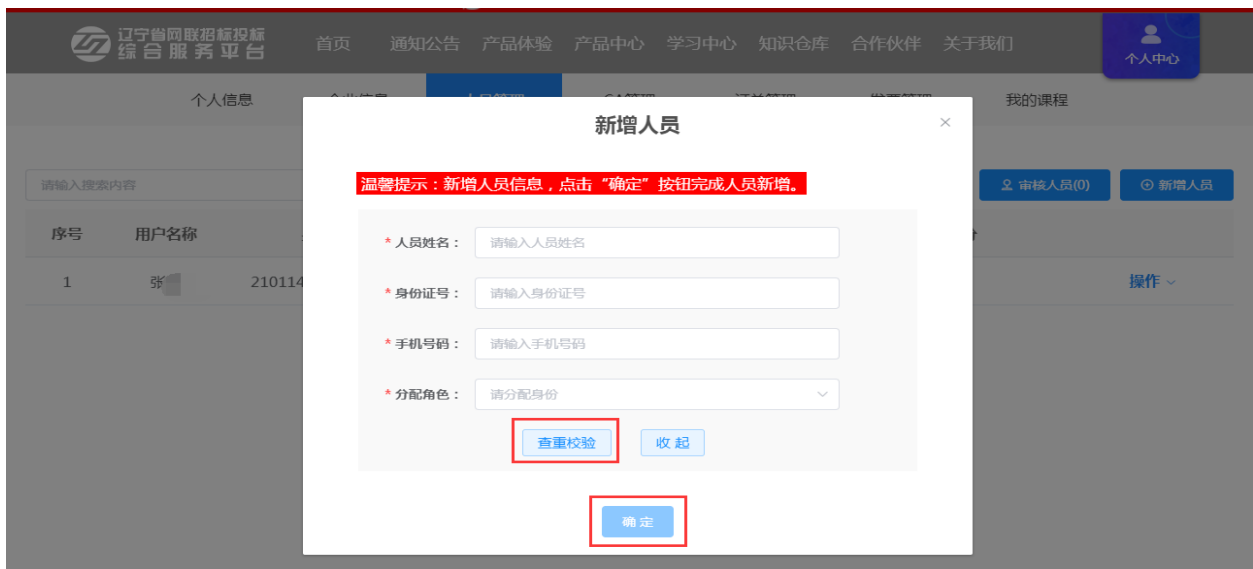 辽宁省网联招标投标
综合服务平台
首页 通知公告 产品体验 产品中心 学习中心 知识仓库 合作伙伴 关于我们
个人中心
个人信息 我的课程
新增人员
×
温馨提示：新增人员信息，点击“确定”按钮完成人员新增。
请输入搜索内容
审核人员(0) 新增人员
序号 用户名称
1 张 210114 操作
*人员姓名： 请输入人员姓名
*身份证号： 请输入身份证号
*手机号码： 请输入手机号码
*分配角色： 请分配身份
查重校验 收起
确定